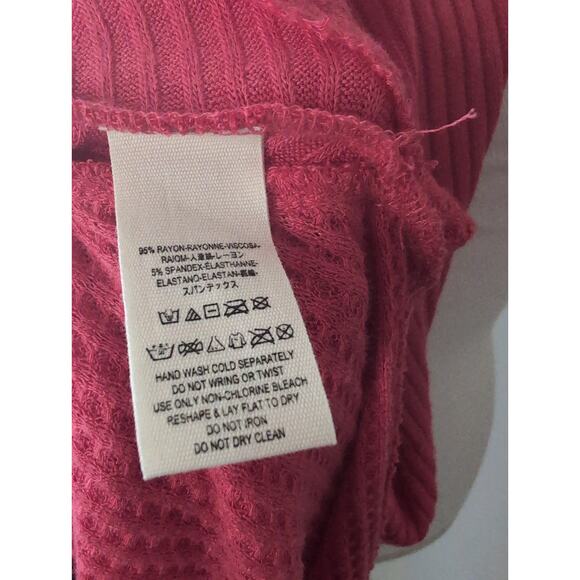 95% RAYON-RAYONNE-VISCOSA-
RAIOM-人造絲-レーヨン
5% SPANDEX-ELASTHANNE-
ELASTANO-ELASTAN-
スパンデックス
HAND WASH COLD SEPARATELY
DO NOT WRING OR TWIST
USE ONLY NON-CHLORINE BLEACH
RESHAPE & LAY FLAT TO DRY
DO NOT IRON
DO NOT DRY CLEAN